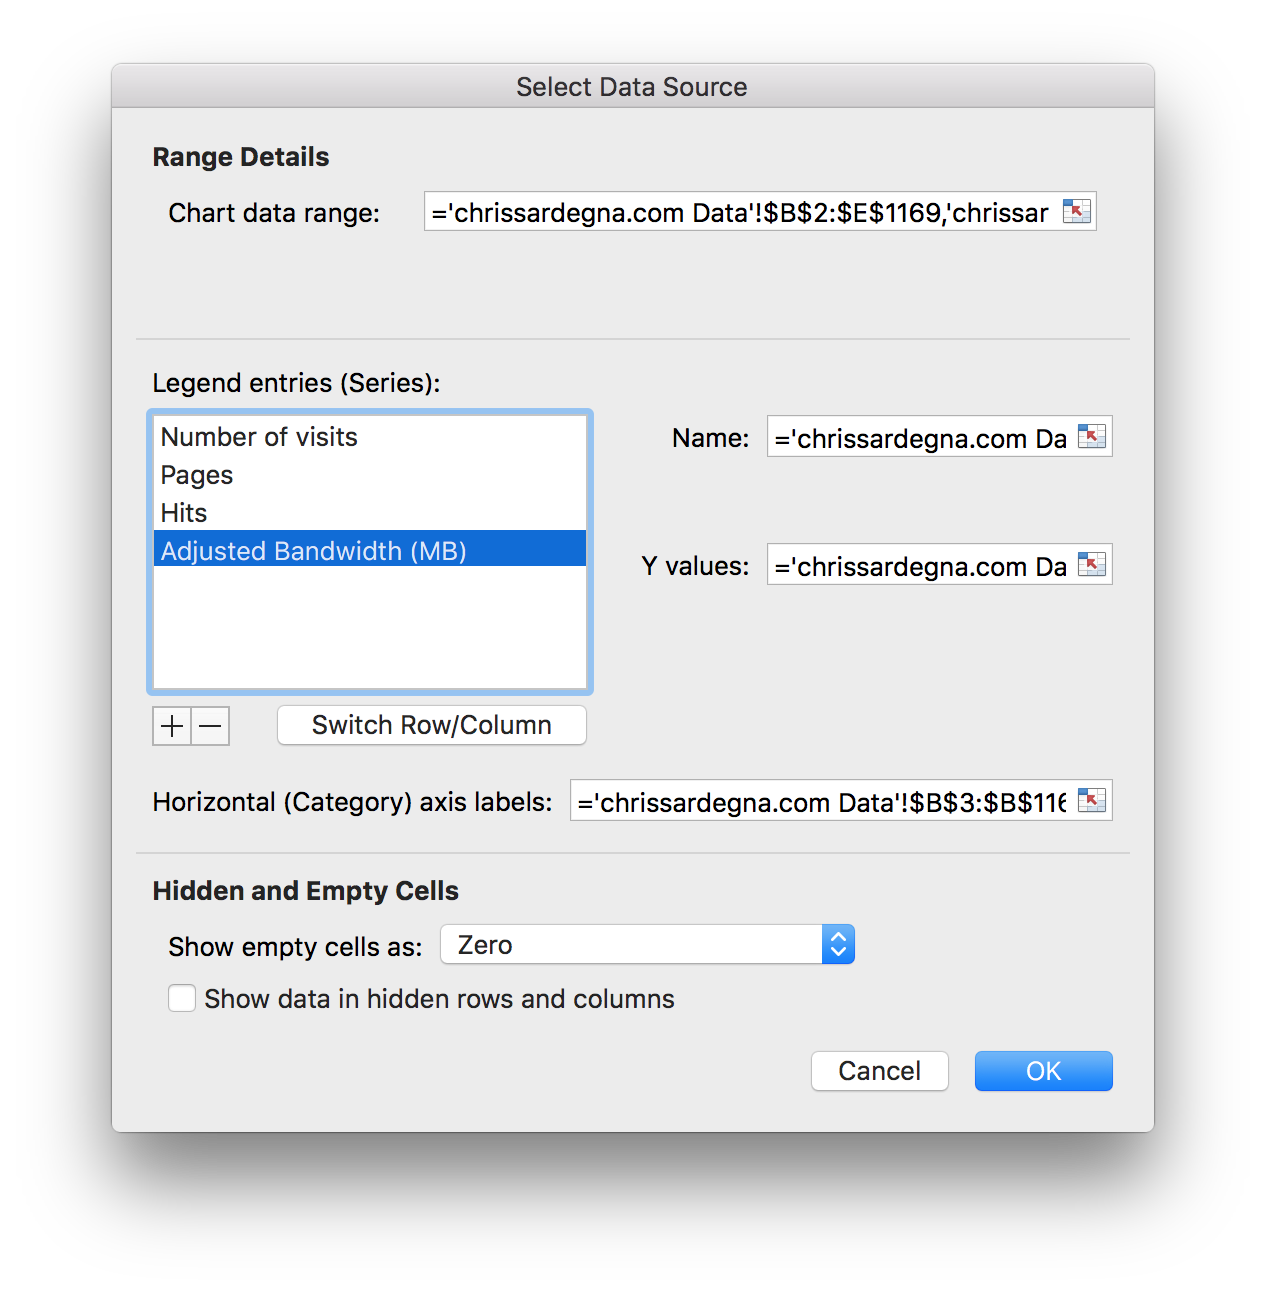 Select Data Source
Range Details
Chart data range: ='chrissardegna.com Data'!$B$2:$E$1169,'chrissar
Legend entries (Series):
Number of visits
Pages
Hits
Adjusted Bandwidth (MB)
Name: ='chrissardegna.com Da
Y values: ='chrissardegna.com Da
Switch Row/Column
Horizontal (Category) axis labels: ='chrissardegna.com Data'!$B$3:$B$116
Hidden and Empty Cells
Show empty cells as: Zero
Show data in hidden rows and columns
Cancel OK